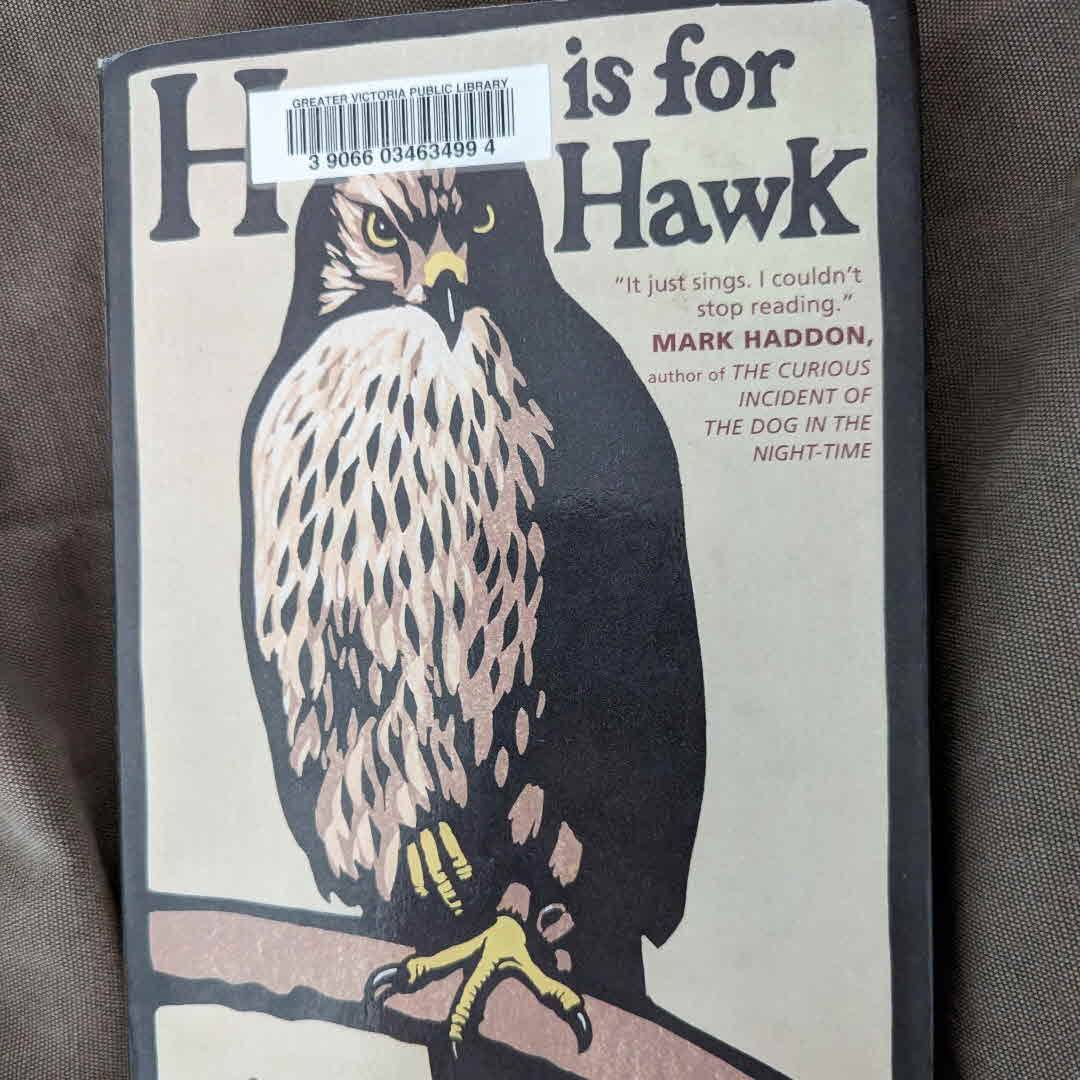 H is for
Hawk
GREATER VICTORIA PUBLIC LIBRARY
3 9066 03463499 4
"It just sings. I couldn't
stop reading."
MARK HADDON,
author of THE CURIOUS
INCIDENT OF
THE DOG IN THE
NIGHT-TIME